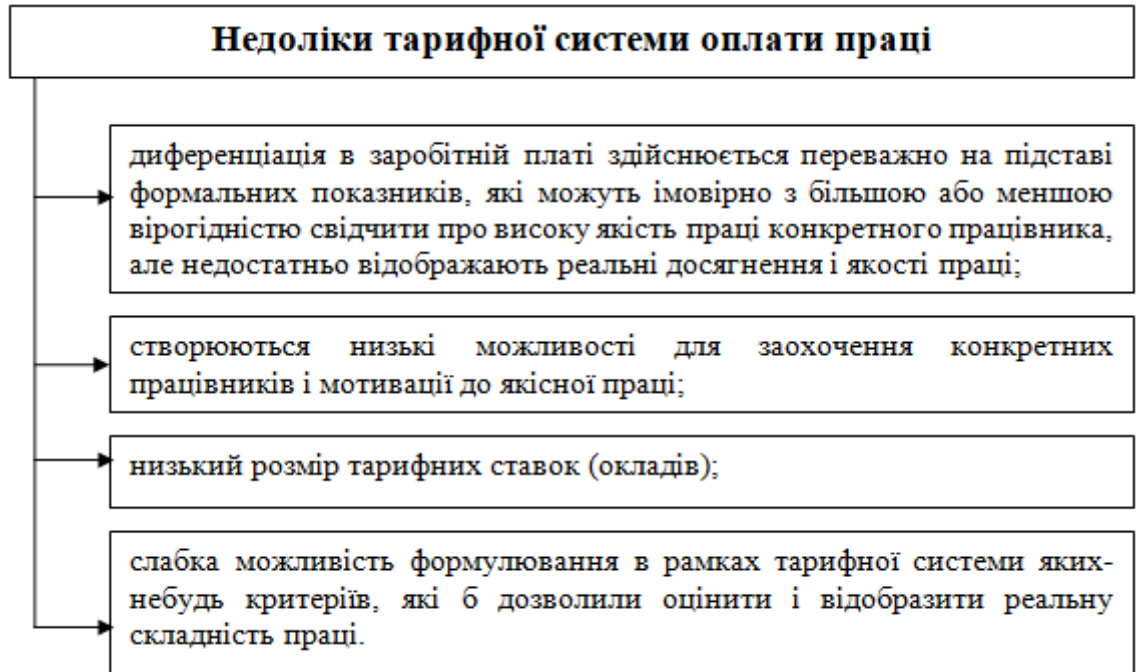 Недоліки тарифної системи оплати праці
диференціація в заробітній платі здійснюється переважно на підставі
формальних показників, які можуть імовірно з більшою або меншою
вірогідністю свідчити про високу якість праці конкретного працівника,
але недостатньо відображають реальні досягнення і якості праці;
створюються низькі можливості для заохочення конкретних
працівників і мотивації до якісної праці;
низький розмір тарифних ставок (окладів);
слабка можливість формулювання в рамках тарифної системи яких-
небудь критеріїв, які б дозволили оцінити і відобразити реальну
складність праці.